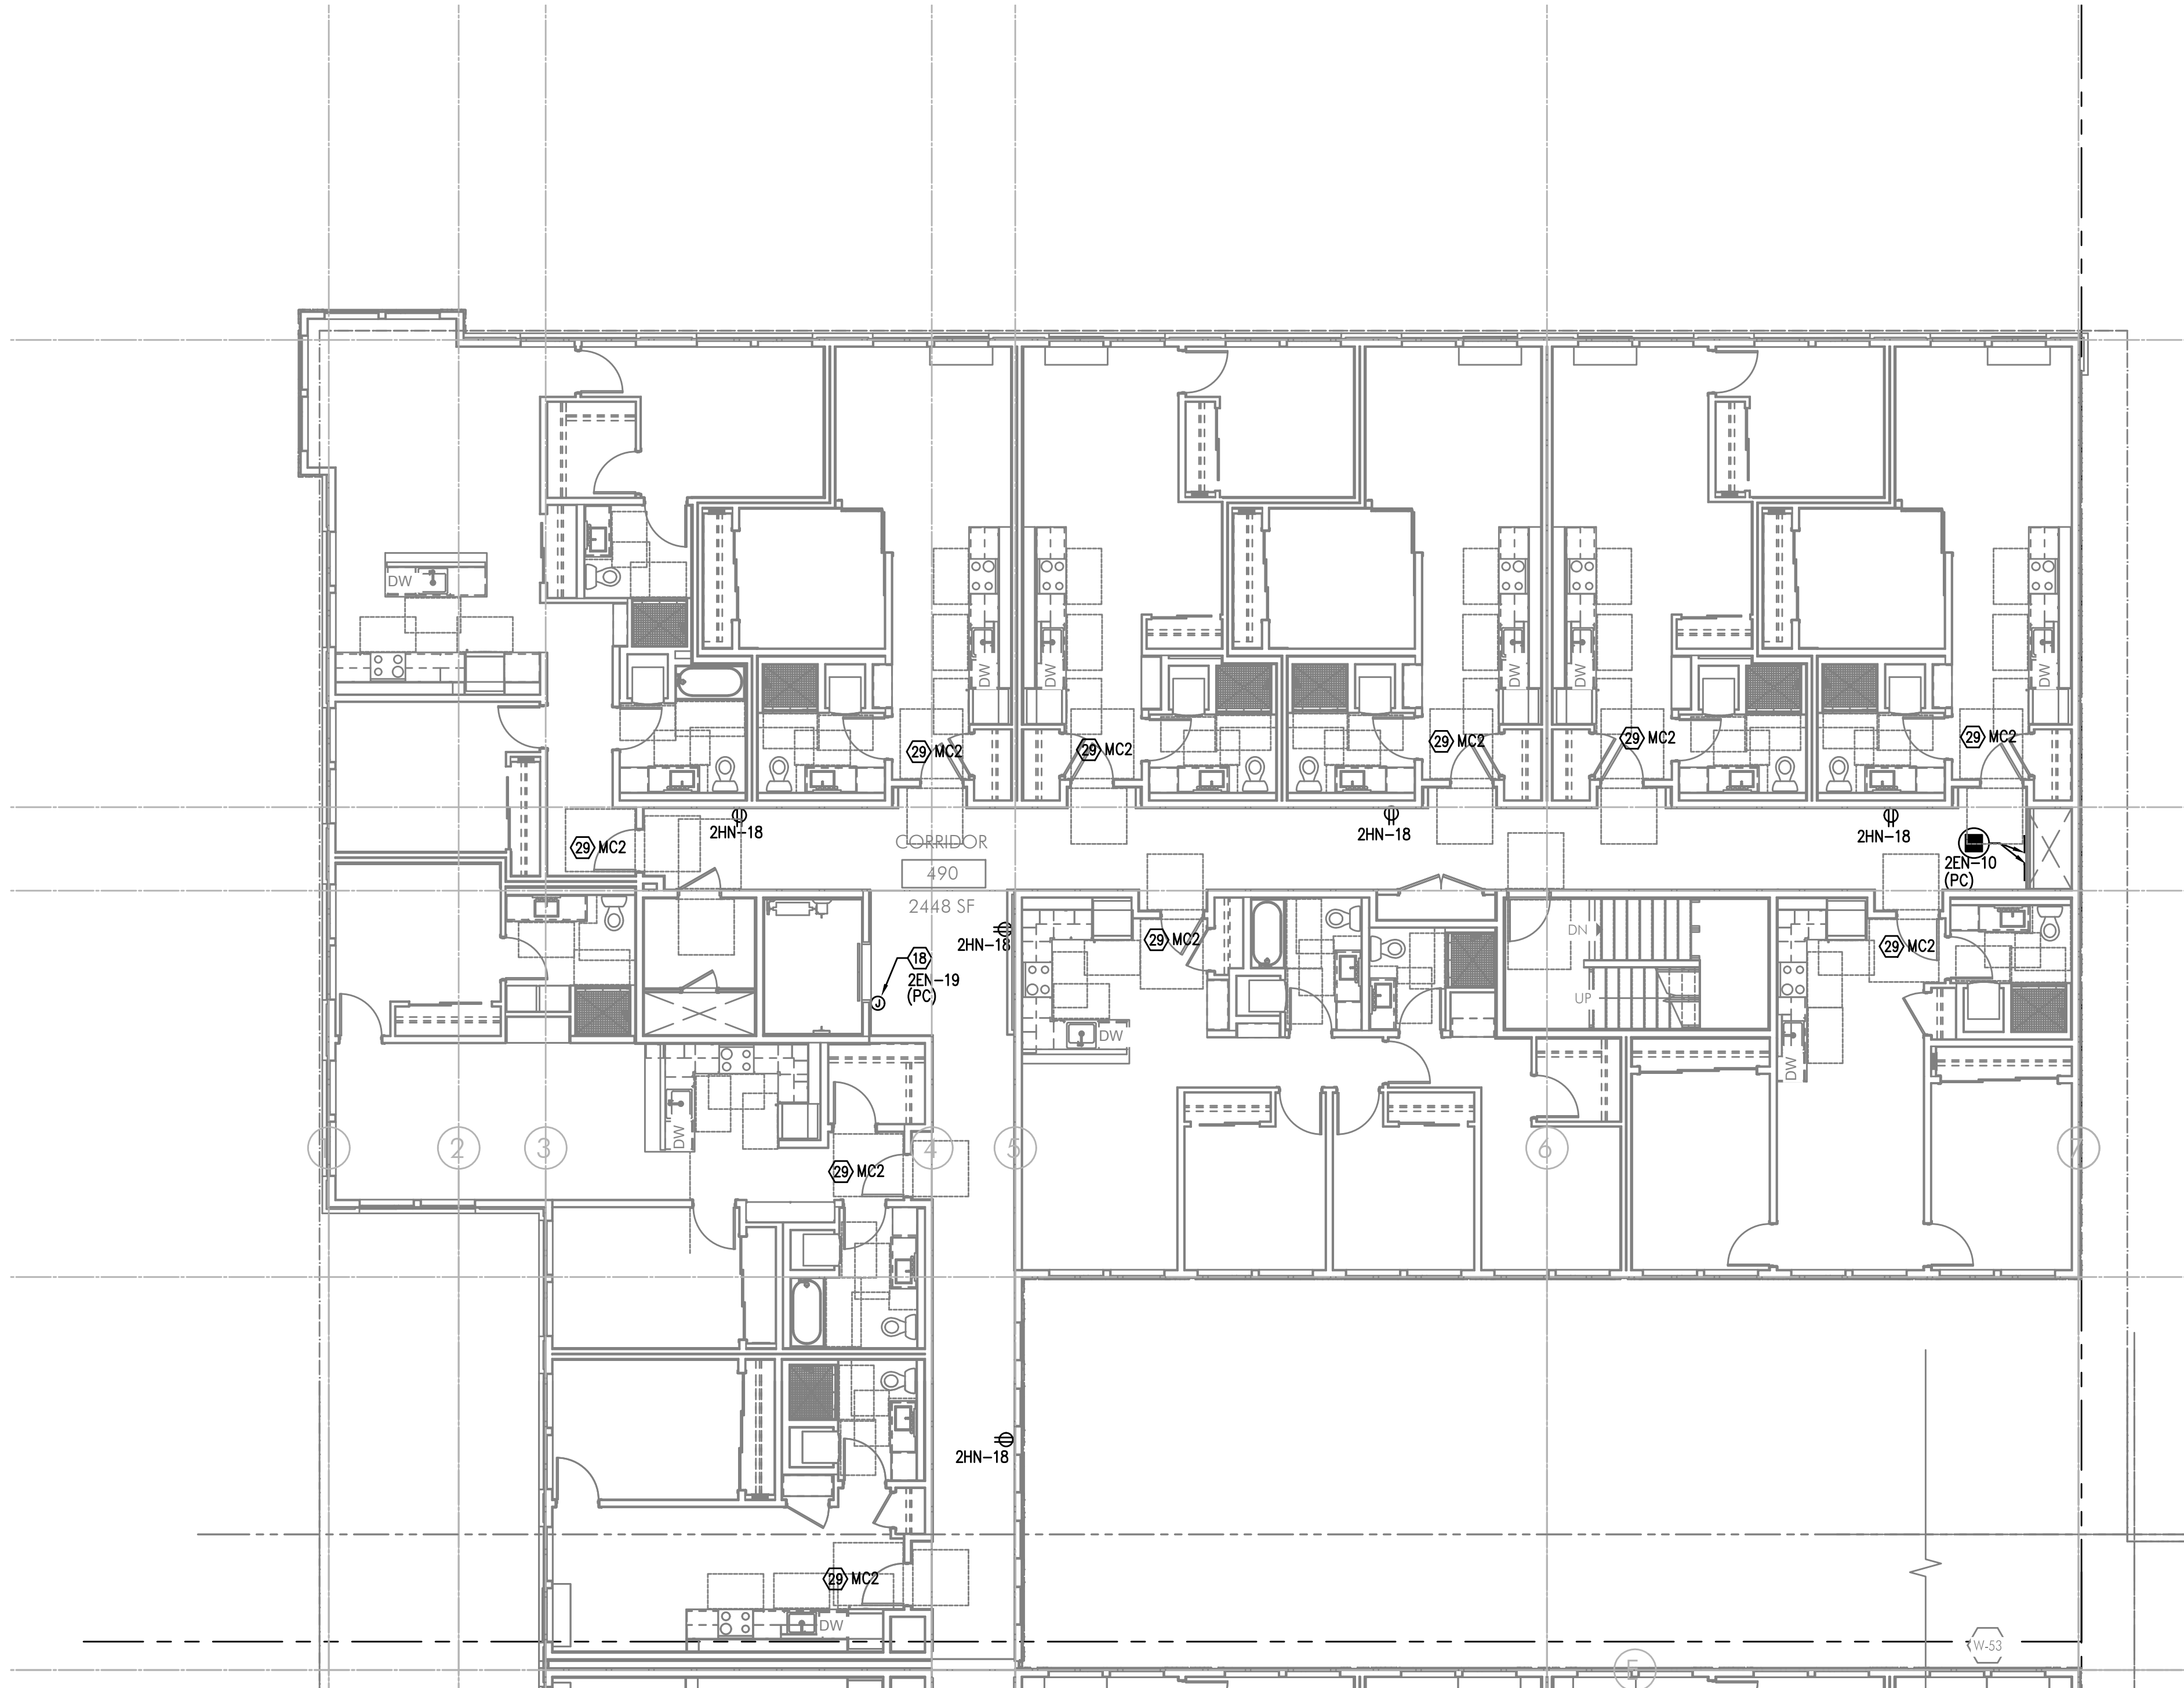 DW
DW
DW
DW
DW
DW
29 MC2
29 MC2
29 MC2
29 MC2
29 MC2
2HN-18
2HN-18
2HN-18
29 MC2
CORRIDOR
490
2448 SF
2EN-10
(PC)
2HN-18
29 MC2
29 MC2
DN
UP
18
2EN-19
(PC)
J
DW
DW
DW
1
2
3
4
5
6
7
29 MC2
2HN-18
29 MC2
DW
W-53